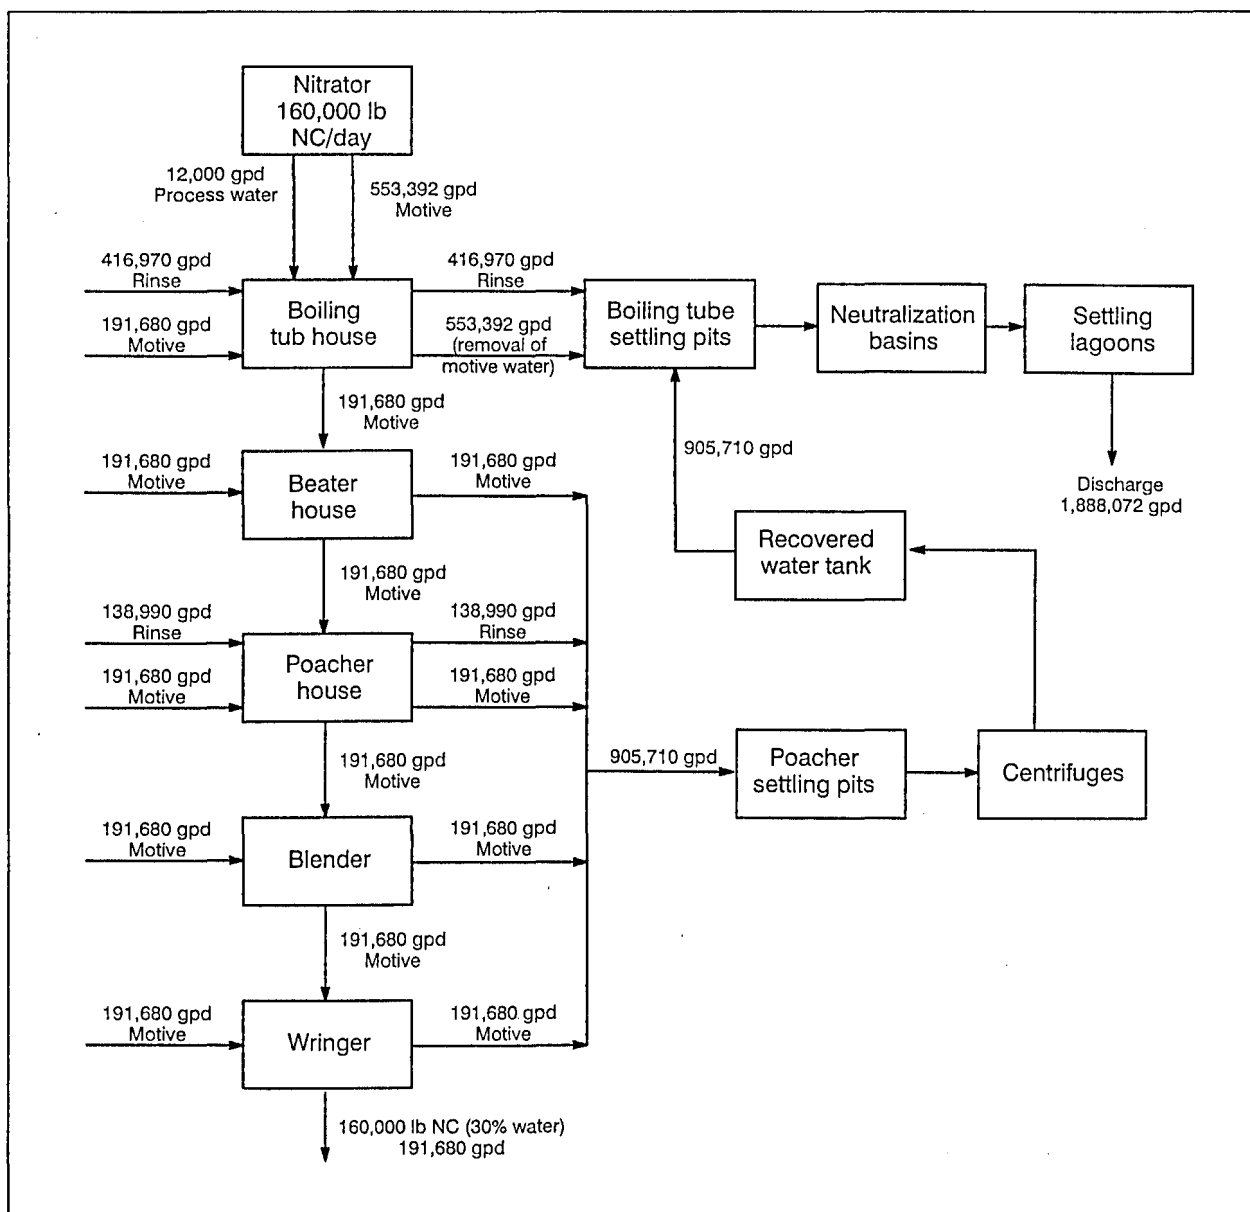 Nitrator
160,000 lb
NC/day
12,000 gpd
Process water
553,392 gpd
Motive
416,970 gpd
Rinse
191,680 gpd
Motive
Boiling
tub house
416,970 gpd
Rinse
553,392 gpd
(removal of
motive water)
Boiling tube
settling pits
Neutralization
basins
Settling
lagoons
191,680 gpd
Motive
905,710 gpd
Discharge
1,888,072 gpd
191,680 gpd
Motive
Beater
house
191,680 gpd
Motive
Recovered
water tank
191,680 gpd
Motive
138,990 gpd
Rinse
191,680 gpd
Motive
Poacher
house
138,990 gpd
Rinse
191,680 gpd
Motive
191,680 gpd
Motive
905,710 gpd
Poacher
settling pits
Centrifuges
191,680 gpd
Motive
Blender
191,680 gpd
Motive
191,680 gpd
Motive
191,680 gpd
Motive
Wringer
191,680 gpd
Motive
160,000 lb NC (30% water)
191,680 gpd